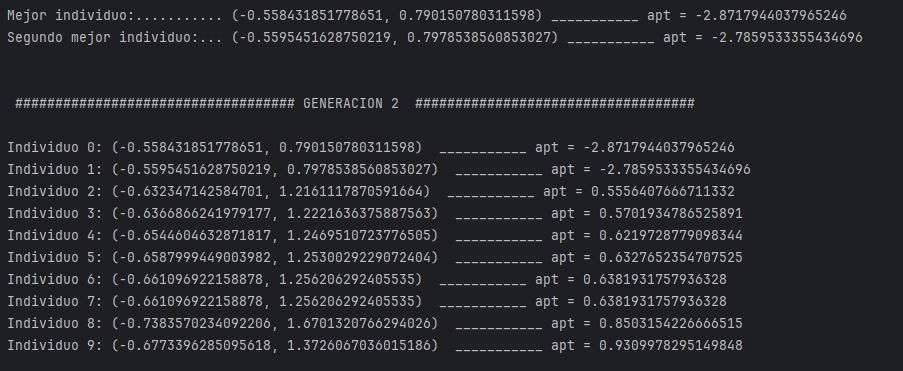 Mejor individuo:........... (-0.558431851778651, 0.790150780311598) ___________ apt = -2.8717944037965246
Segundo mejor individuo:... (-0.5595451628750219, 0.7978538560853027) ___________ apt = -2.7859533355434696
################################### GENERACION 2 ###################################
Individuo 0: (-0.558431851778651, 0.790150780311598) ___________ apt = -2.8717944037965246
Individuo 1: (-0.5595451628750219, 0.7978538560853027) ___________ apt = -2.7859533355434696
Individuo 2: (-0.632347142584701, 1.2161117870591664) ___________ apt = 0.5556407666711332
Individuo 3: (-0.6366866241979177, 1.2221636375887563) ___________ apt = 0.5701934786525891
Individuo 4: (-0.6544604632871817, 1.2469510723776505) ___________ apt = 0.6219728779098344
Individuo 5: (-0.6587999449003982, 1.2530029229072404) ___________ apt = 0.6327652354707525
Individuo 6: (-0.661096922158878, 1.256206292405535) ___________ apt = 0.6381931757936328
Individuo 7: (-0.661096922158878, 1.256206292405535) ___________ apt = 0.6381931757936328
Individuo 8: (-0.7383570234092206, 1.6701320766294026) ___________ apt = 0.8503154226666515
Individuo 9: (-0.6773396285095618, 1.3726067036015186) ___________ apt = 0.9309978295149848